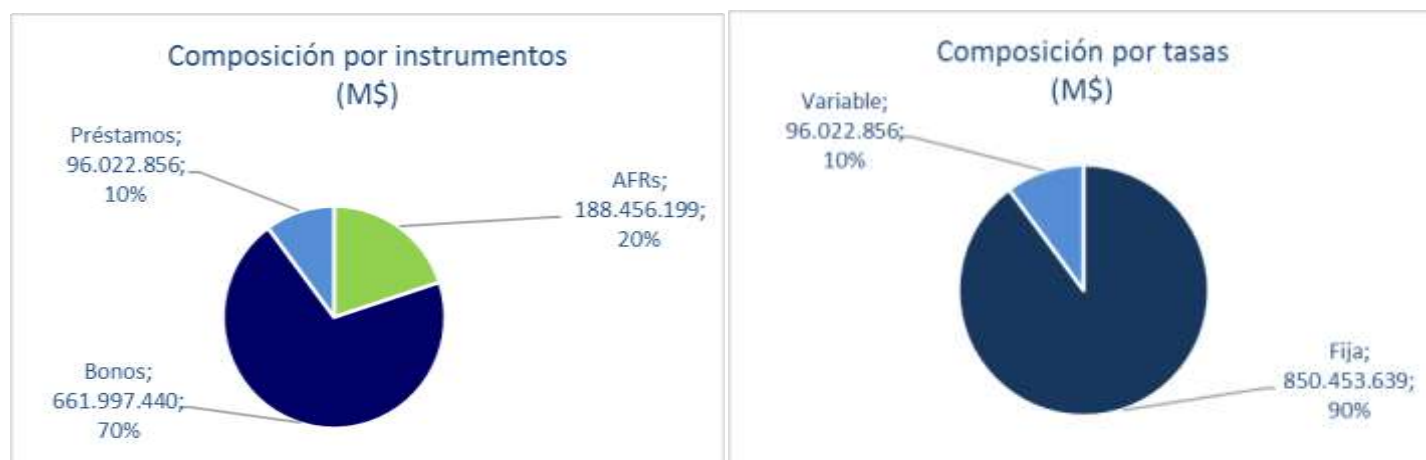 Composición por instrumentos
(M$)
Préstamos;
96.022.856;
10%
AFRs;
188.456.199;
20%
Bonos;
661.997.440;
70%
Composición por tasas
(M$)
Variable;
96.022.856;
10%
Fija;
850.453.639;
90%